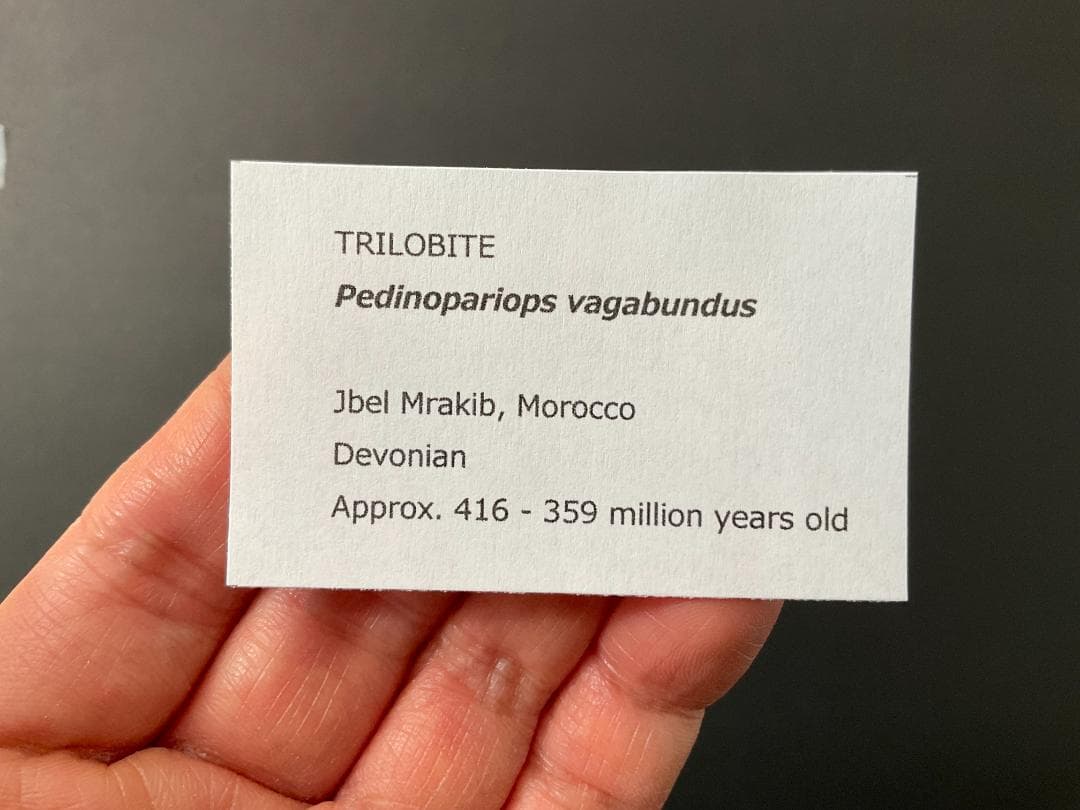 TRILOBITE
Pedinopariops vagabundus
Jbel Mrakib, Morocco
Devonian
Approx. 416 - 359 million years old